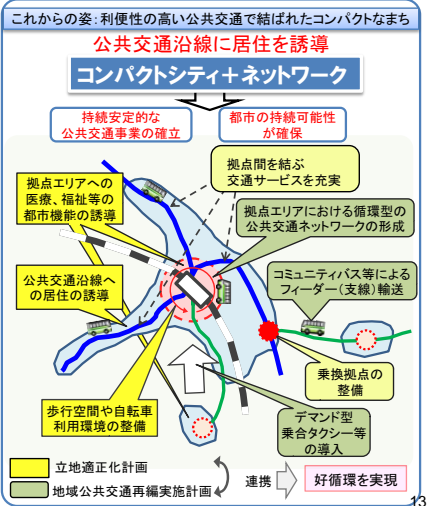 これからの姿：利便性の高い公共交通で結ばれたコンパクトなまち
公共交通沿線に居住を誘導
コンパクトシティ＋ネットワーク
持続安定的な
公共交通事業の確立
都市の持続可能性
が確保
拠点間を結ぶ
交通サービスを充実
拠点エリアへの
医療、福祉等の
都市機能の誘導
拠点エリアにおける循環型の
公共交通ネットワークの形成
公共交通沿線へ
の居住の誘導
コミュニティバス等による
フィーダー（支線）輸送
乗換拠点の
整備
歩行空間や自転車
利用環境の整備
デマンド型
乗合タクシー等
の導入
立地適正化計画
地域公共交通再編実施計画
連携
好循環を実現
13